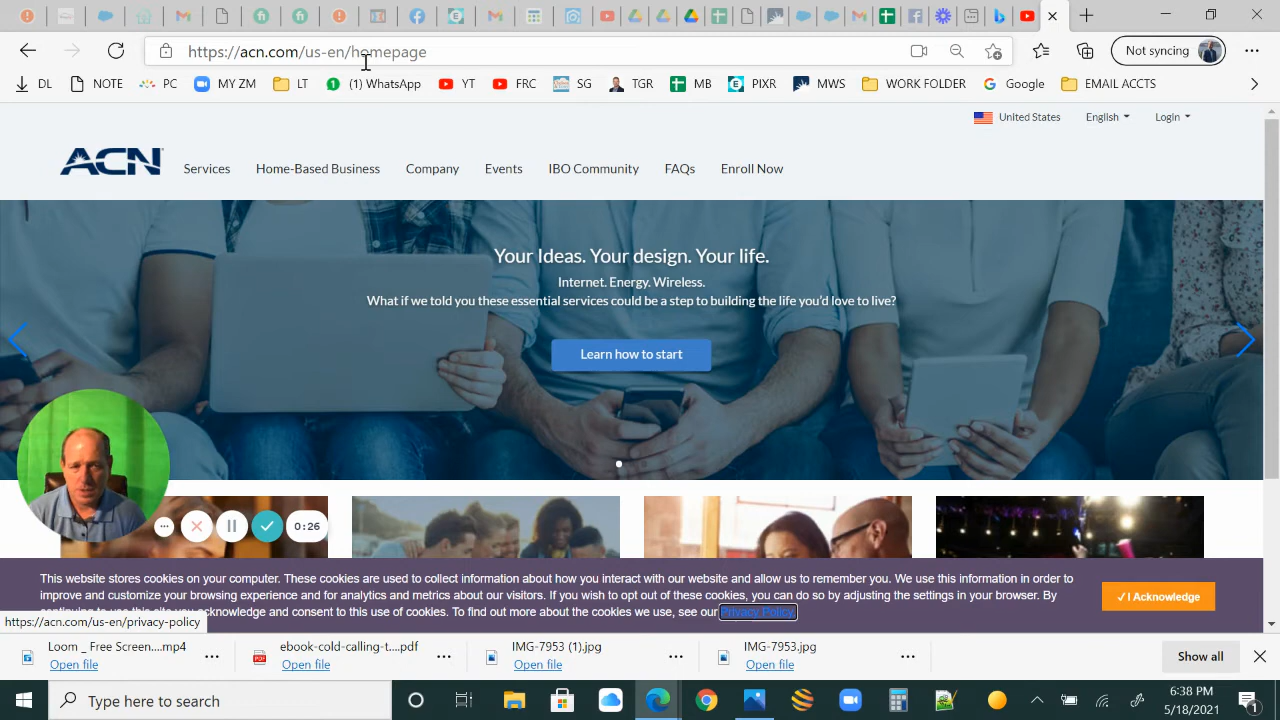 https://acn.com/us-en/homepage
Not syncing
DL
NOTE
PC
MY ZM
LT
(1) WhatsApp
YT
FRC
SG
TGR
MB
PIXR
MWS
WORK FOLDER
Google
EMAIL ACCTS
United States
English
Login
ACN
Services
Home-Based Business
Company
Events
IBO Community
FAQs
Enroll Now
Your Ideas. Your design. Your life.
Internet. Energy. Wireless.
What if we told you these essential services could be a step to building the life you'd love to live?
Learn how to start
0:26
This website stores cookies on your computer. These cookies are used to collect information about how you interact with our website and allow us to remember you. We use this information in order to
improve and customize your browsing experience and for analytics and metrics about our visitors. If you wish to opt out of these cookies, you can do so by adjusting the settings in your browser. By
continuing to use this site you acknowledge and consent to this use of cookies. To find out more about the cookies we use, see our Privacy Policy.
✓ I Acknowledge
https://acn.com/us-en/privacy-policy
Loom _ Free Screen....mp4
Open file
ebook-cold-calling-t....pdf
Open file
IMG-7953 (1).jpg
Open file
IMG-7953.jpg
Open file
Show all
Type here to search
6:38 PM
5/18/2021
1